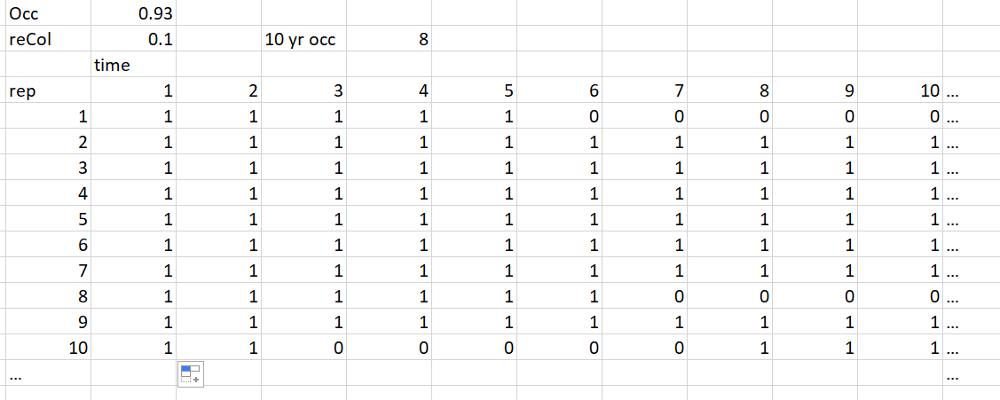 Occ 0.93
reCol 0.1 10 yr occ 8
time
rep 1 2 3 4 5 6 7 8 9 10 ...
1 1 1 1 1 1 0 0 0 0 0 ...
2 1 1 1 1 1 1 1 1 1 1 ...
3 1 1 1 1 1 1 1 1 1 1 ...
4 1 1 1 1 1 1 1 1 1 1 ...
5 1 1 1 1 1 1 1 1 1 1 ...
6 1 1 1 1 1 1 1 1 1 1 ...
7 1 1 1 1 1 1 1 1 1 1 ...
8 1 1 1 1 1 1 0 0 0 0 ...
9 1 1 1 1 1 1 1 1 1 1 ...
10 1 1 0 0 0 0 0 1 1 1 ...
... ...